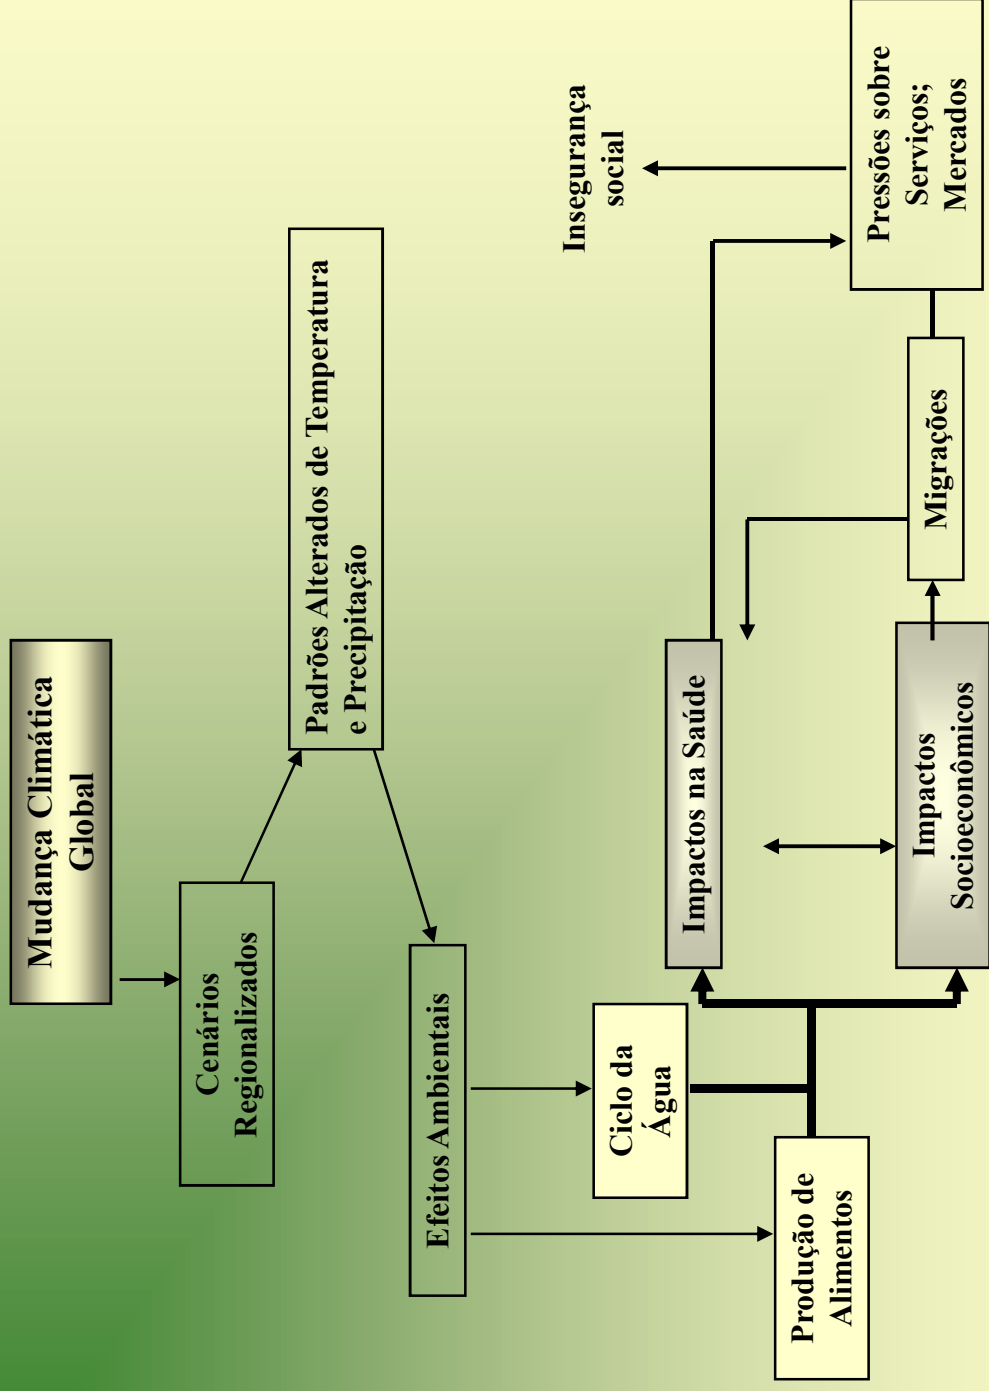 Mudança Climática
Global
Cenários
Regionalizados
Padrões Alterados de Temperatura
e Precipitação
Efeitos Ambientais
Ciclo da
Água
Produção de
Alimentos
Impactos na Saúde
Impactos
Socioeconômicos
Migrações
Insegurança
social
Pressões sobre
Serviços;
Mercados